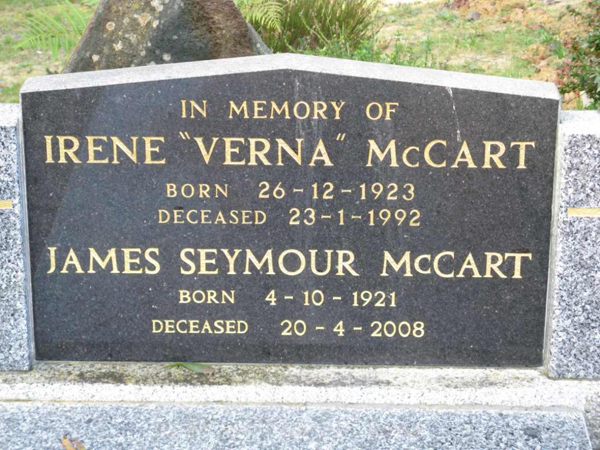 IN MEMORY OF
IRENE "VERNA" McCART
BORN 26-12-1923
DECEASED 23-1-1992
JAMES SEYMOUR McCART
BORN 4-10-1921
DECEASED 20-4-2008